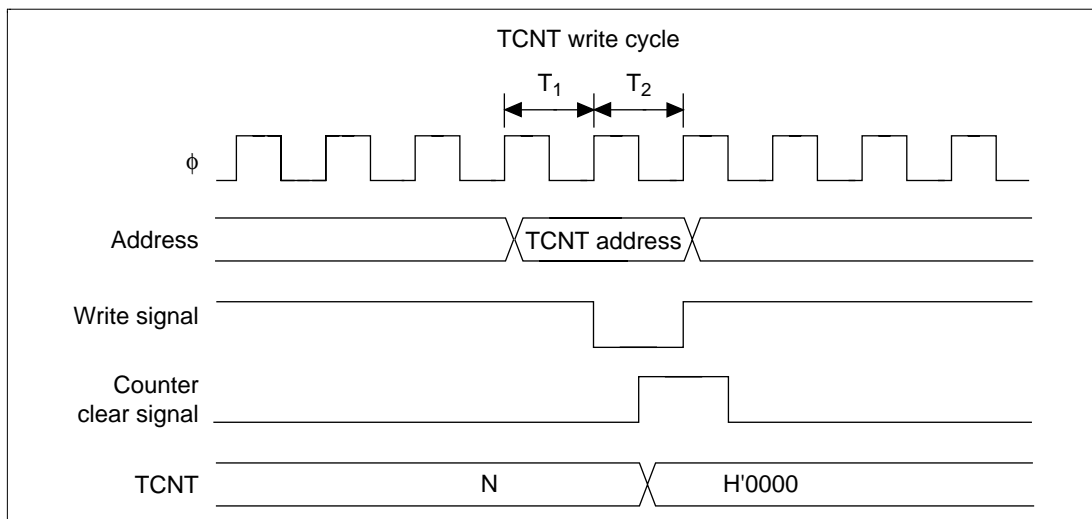 TCNT write cycle
T1 T2
ϕ
Address
TCNT address
Write signal
Counter
clear signal
TCNT
N
H'0000